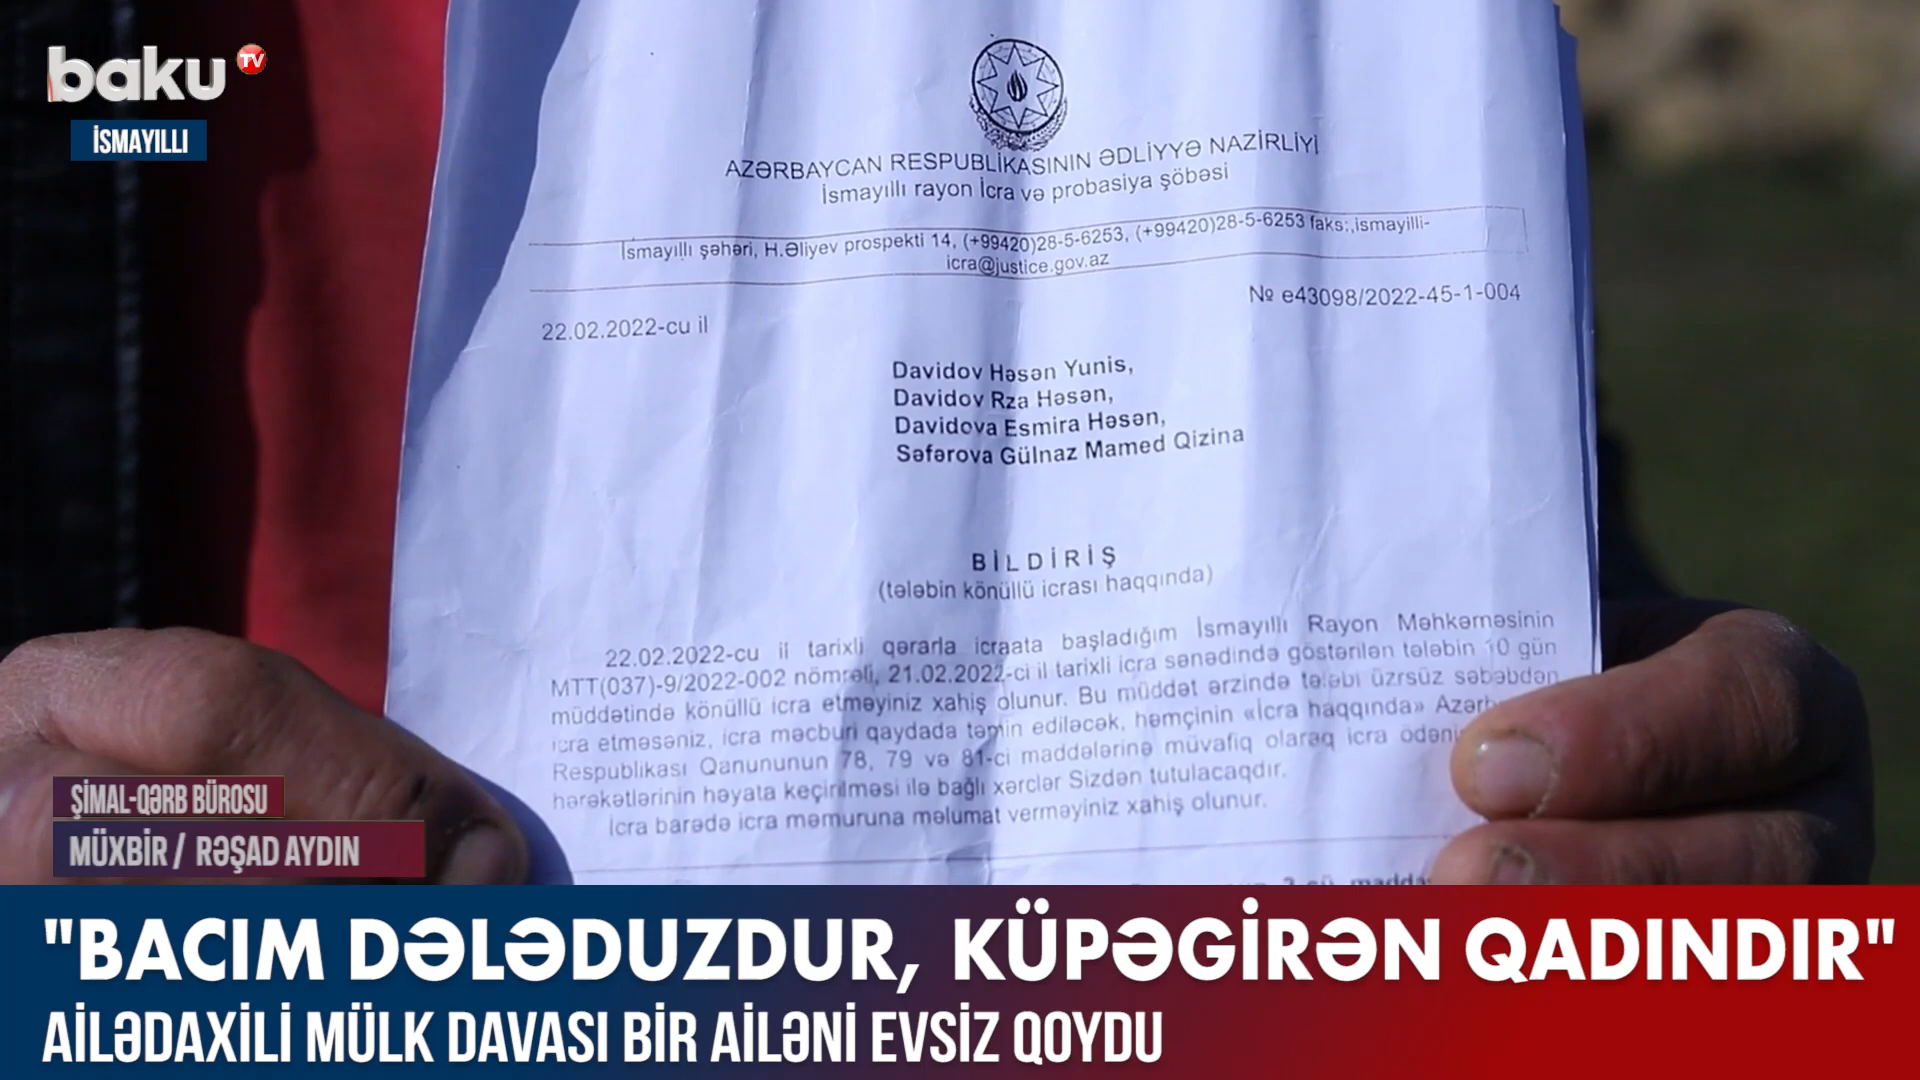 baku TV
İSMAYILLI
AZƏRBAYCAN RESPUBLİKASININ ƏDLİYYƏ NAZİRLİYİ
İsmayıllı rayon İcra və probasiya şöbəsi
İsmayıllı şəhəri, H.Əliyev prospekti 14, (+99420)28-5-6253, (+99420)28-5-6253 faks:,ismayilli-
icra@justice.gov.az
№ e43098/2022-45-1-004
22.02.2022-cu il
Davidov Həsən Yunis,
Davidov Rza Həsən,
Davidova Esmira Həsən,
Səfərova Gülnaz Mamed Qizina
BİLDİRİŞ
(tələbin könüllü icrası haqqında)
22.02.2022-cu il tarixli qərarla icraata başladığım İsmayıllı Rayon Məhkəməsinin
MTT(037)-9/2022-002 nömrəli, 21.02.2022-ci il tarixli icra sənədində göstərilən tələbin 10 gün
müddətində könüllü icra etməyiniz xahiş olunur. Bu müddət ərzində tələbi üzrsüz səbəbdən
icra etməsəniz, icra məcburi qaydada təmin ediləcək, həmçinin «İcra haqqında»
Respublikası Qanununun 78, 79 və 81-ci maddələrinə müvafiq olaraq icra
hərəkətlərinin həyata keçirilməsi ilə bağlı xərclər Sizdən tutulacaqdır.
İcra barədə icra məmuruna məlumat verməyiniz xahiş olunur.
ŞİMAL-QƏRB BÜROSU
MÜXBİR / RƏŞAD AYDIN
"BACIM DƏLƏDUZDUR, KÜPƏGİRƏN QADINDIR"
AİLƏDAXİLİ MÜLK DAVASI BİR AİLƏNİ EVSİZ QOYDU